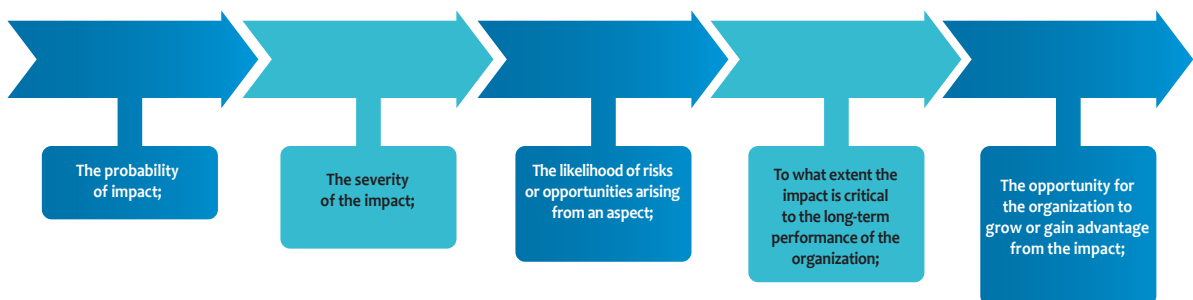 The probability
of impact;
The severity
of the impact;
The likelihood of risks
or opportunities arising
from an aspect;
To what extent the
impact is critical
to the long-term
performance of the
organization;
The opportunity for
the organization to
grow or gain advantage
from the impact;